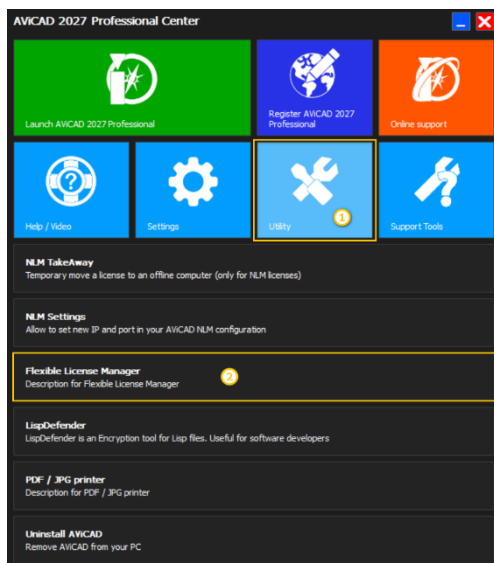 AViCAD 2027 Professional Center
Launch AViCAD 2027 Professional
Register AViCAD 2027
Professional
Online support
Help / Video
Settings
Utility
1
Support Tools
NLM TakeAway
Temporary move a license to an offline computer (only for NLM licenses)
NLM Settings
Allow to set new IP and port in your AViCAD NLM configuration
Flexible License Manager
Description for Flexible License Manager
2
LispDefender
LispDefender is an Encryption tool for Lisp files. Useful for software developers
PDF / JPG printer
Description for PDF / JPG printer
Uninstall AViCAD
Remove AViCAD from your PC